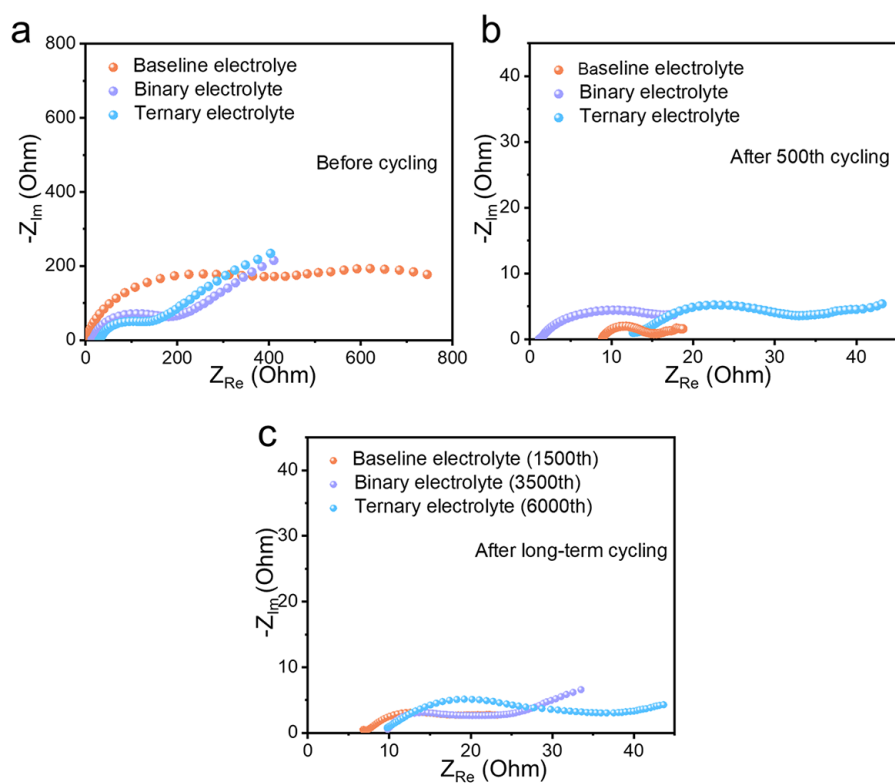 a
800
600
400
200
0
-Z_Im (Ohm)
Baseline electrolye
Binary electrolyte
Ternary electrolyte
Before cycling
0 200 400 600 800
Z_Re (Ohm)
b
40
30
20
10
0
-Z_Im (Ohm)
Baseline electrolyte
Binary electrolyte
Ternary electrolyte
After 500th cycling
0 10 20 30 40
Z_Re (Ohm)
c
40
30
20
10
0
-Z_Im (Ohm)
Baseline electrolyte (1500th)
Binary electrolyte (3500th)
Ternary electrolyte (6000th)
After long-term cycling
0 10 20 30 40
Z_Re (Ohm)